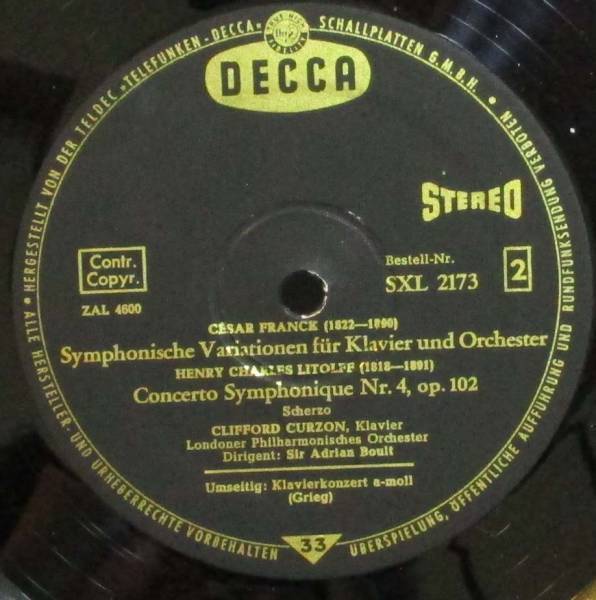 HERGESTELLT VON DER TELDEC »TELEFUNKEN-DECCA« SCHALLPLATTEN G.M.B.H.
DECCA
STEREO
Contr.
Copyr.
ZAL 4600
Bestell-Nr.
SXL 2173
2
CÉSAR FRANCK (1822—1890)
Symphonische Variationen für Klavier und Orchester
HENRY CHARLES LITOLFF (1818—1891)
Concerto Symphonique Nr. 4, op. 102
Scherzo
CLIFFORD CURZON, Klavier
Londoner Philharmonisches Orchester
Dirigent: Sir Adrian Boult
Umseitig: Klavierkonzert a-moll
(Grieg)
33
ALLE HERSTELLER- UND URHEBERRECHTE VORBEHALTEN
ÜBERSPIELUNG, ÖFFENTLICHE AUFFÜHRUNG UND RUNDFUNKSENDUNG VERBOTEN